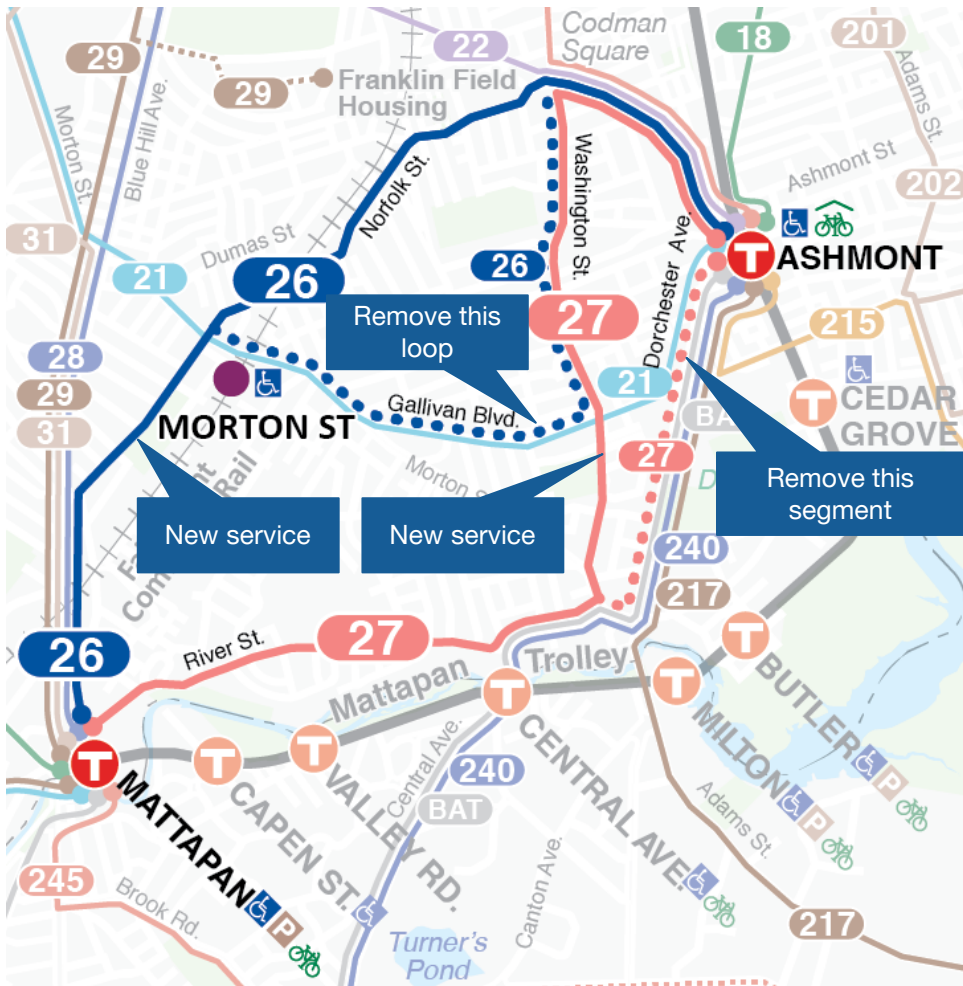 Codman
Square
29
22
18
201
29
Franklin Field
Housing
Adams St.
Morton St.
Blue Hill Ave.
Ashmont St
202
Norfolk St.
Washington St.
31
Dumas St
21
26
26
T ASHMONT
Dorchester Ave.
Remove this
loop
27
215
28
29
31
21
Gallivan Blvd.
MORTON ST
T CEDAR
GROVE
Morton S
27
Remove this
segment
New service
New service
240
217
26
River St.
27
Mattapan Trolley
T
T
T
BUTLER
P
MILTON
P
CENTRAL AVE.
T
VALLEY RD.
T
CAPEN ST.
T
MATTAPAN
P
Central Ave.
240
BAT
Adams St.
Canton Ave.
245
Brook Rd.
Turner's
Pond
217